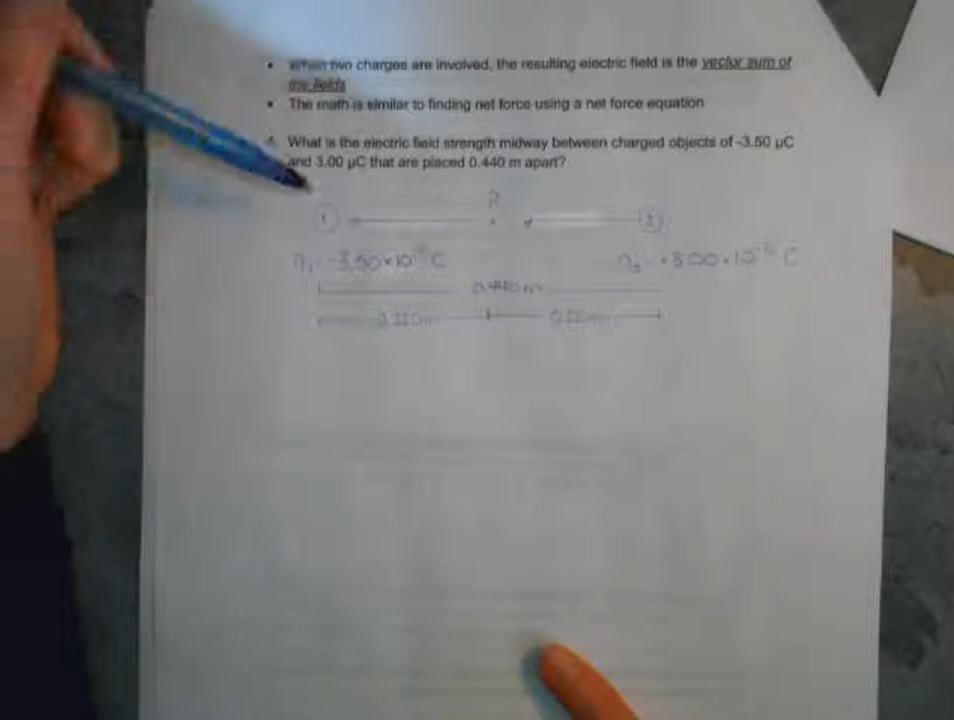 When two charges are involved, the resulting electric field is the vector sum of
the fields
The math is similar to finding net force using a net force equation
What is the electric field strength midway between charged objects of -3.50 µC
and 3.00 µC that are placed 0.440 m apart?
P
1 2
q₁ = -3.50×10⁻⁶ C q₂ = +3.00×10⁻⁶ C
0.440m
0.220m 0.220m